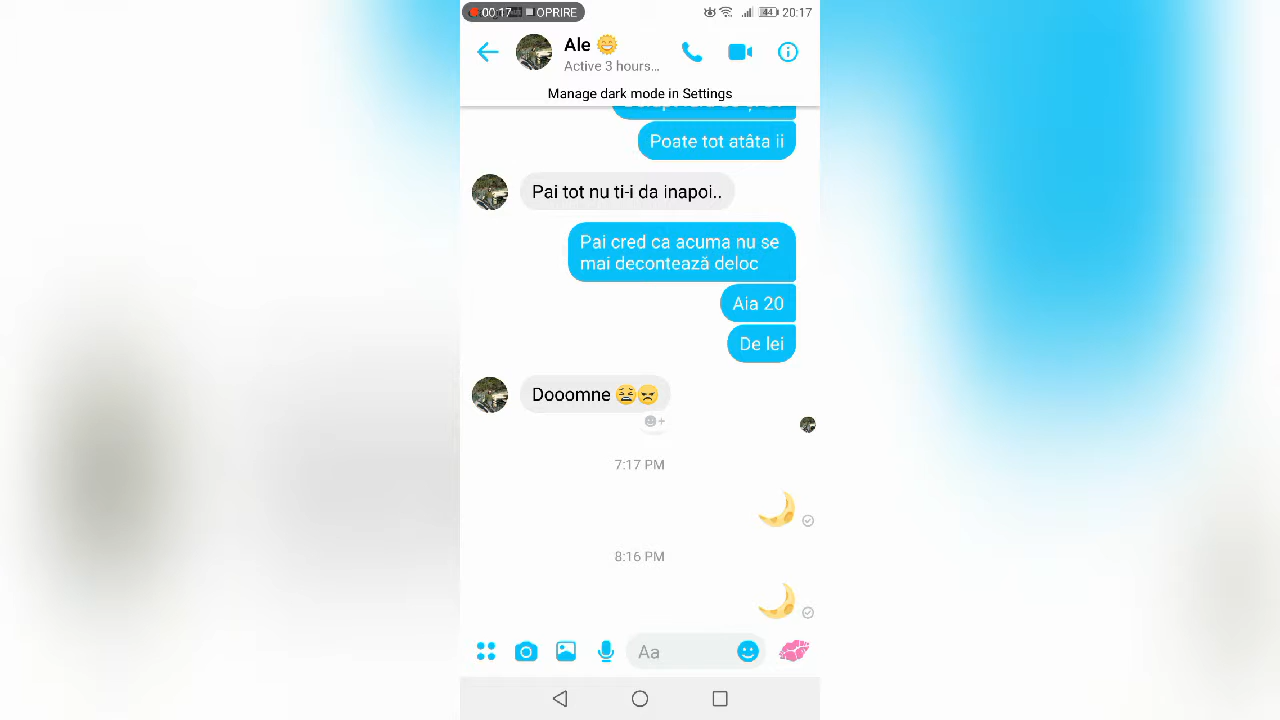 00:17 OPRIRE
44 20:17
Ale
Active 3 hours...
Manage dark mode in Settings
Poate tot atâta ii
Pai tot nu ti-i da inapoi..
Pai cred ca acuma nu se
mai decontează deloc
Aia 20
De lei
Dooomne
7:17 PM
8:16 PM
Aa